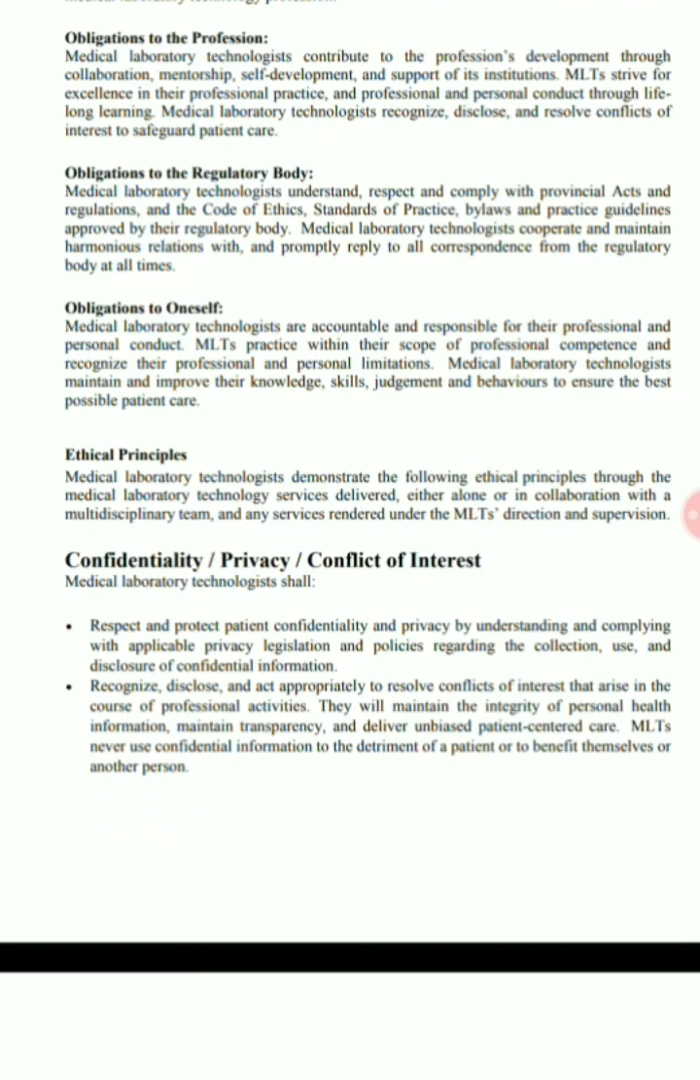 Obligations to the Profession:
Medical laboratory technologists contribute to the profession's development through
collaboration, mentorship, self-development, and support of its institutions. MLTs strive for
excellence in their professional practice, and professional and personal conduct through life-
long learning. Medical laboratory technologists recognize, disclose, and resolve conflicts of
interest to safeguard patient care.
Obligations to the Regulatory Body:
Medical laboratory technologists understand, respect and comply with provincial Acts and
regulations, and the Code of Ethics, Standards of Practice, bylaws and practice guidelines
approved by their regulatory body. Medical laboratory technologists cooperate and maintain
harmonious relations with, and promptly reply to all correspondence from the regulatory
body at all times.
Obligations to Oneself:
Medical laboratory technologists are accountable and responsible for their professional and
personal conduct. MLTs practice within their scope of professional competence and
recognize their professional and personal limitations. Medical laboratory technologists
maintain and improve their knowledge, skills, judgement and behaviours to ensure the best
possible patient care.
Ethical Principles
Medical laboratory technologists demonstrate the following ethical principles through the
medical laboratory technology services delivered, either alone or in collaboration with a
multidisciplinary team, and any services rendered under the MLTs' direction and supervision.
Confidentiality / Privacy / Conflict of Interest
Medical laboratory technologists shall:
• Respect and protect patient confidentiality and privacy by understanding and complying
with applicable privacy legislation and policies regarding the collection, use, and
disclosure of confidential information.
• Recognize, disclose, and act appropriately to resolve conflicts of interest that arise in the
course of professional activities. They will maintain the integrity of personal health
information, maintain transparency, and deliver unbiased patient-centered care. MLTs
never use confidential information to the detriment of a patient or to benefit themselves or
another person.